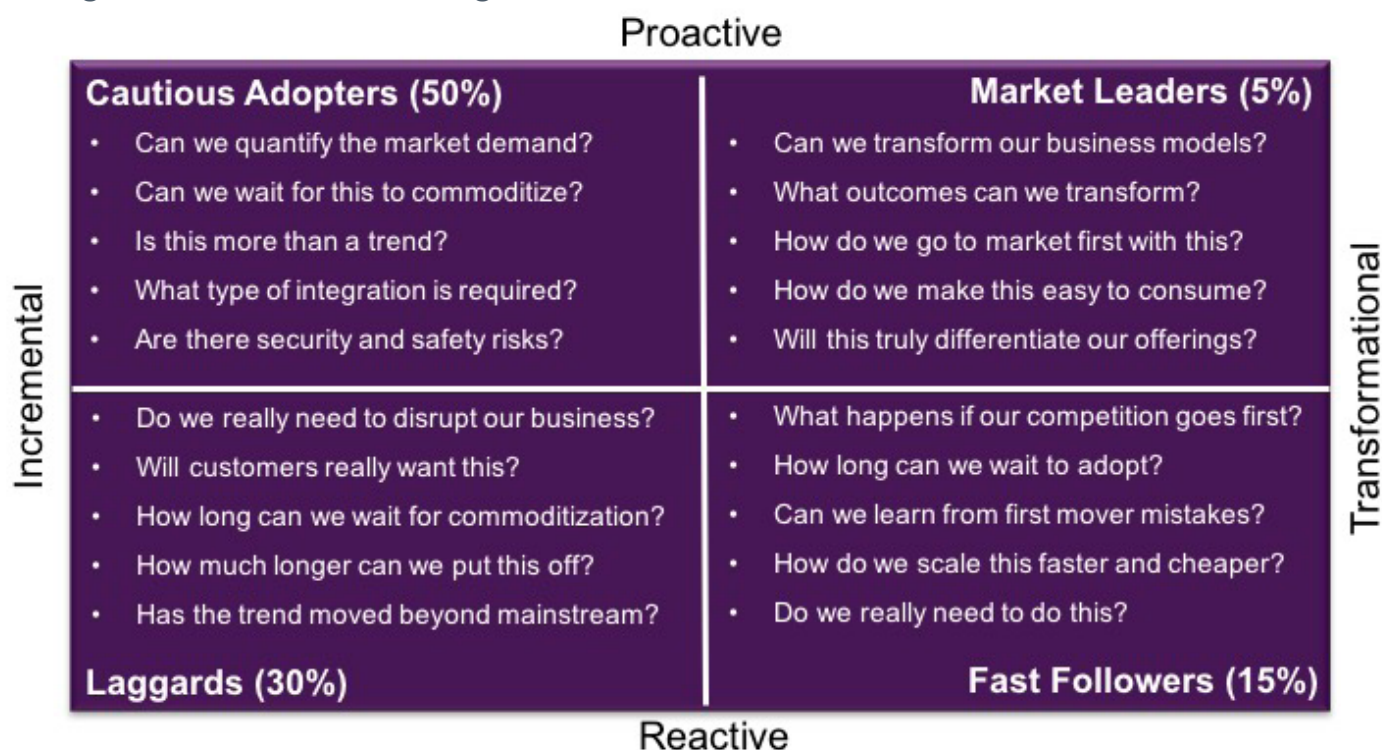 Proactive
Cautious Adopters (50%)
• Can we quantify the market demand?
• Can we wait for this to commoditize?
• Is this more than a trend?
• What type of integration is required?
• Are there security and safety risks?
Market Leaders (5%)
• Can we transform our business models?
• What outcomes can we transform?
• How do we go to market first with this?
• How do we make this easy to consume?
• Will this truly differentiate our offerings?
Incremental
Transformational
• Do we really need to disrupt our business?
• Will customers really want this?
• How long can we wait for commoditization?
• How much longer can we put this off?
• Has the trend moved beyond mainstream?
Laggards (30%)
• What happens if our competition goes first?
• How long can we wait to adopt?
• Can we learn from first mover mistakes?
• How do we scale this faster and cheaper?
• Do we really need to do this?
Fast Followers (15%)
Reactive